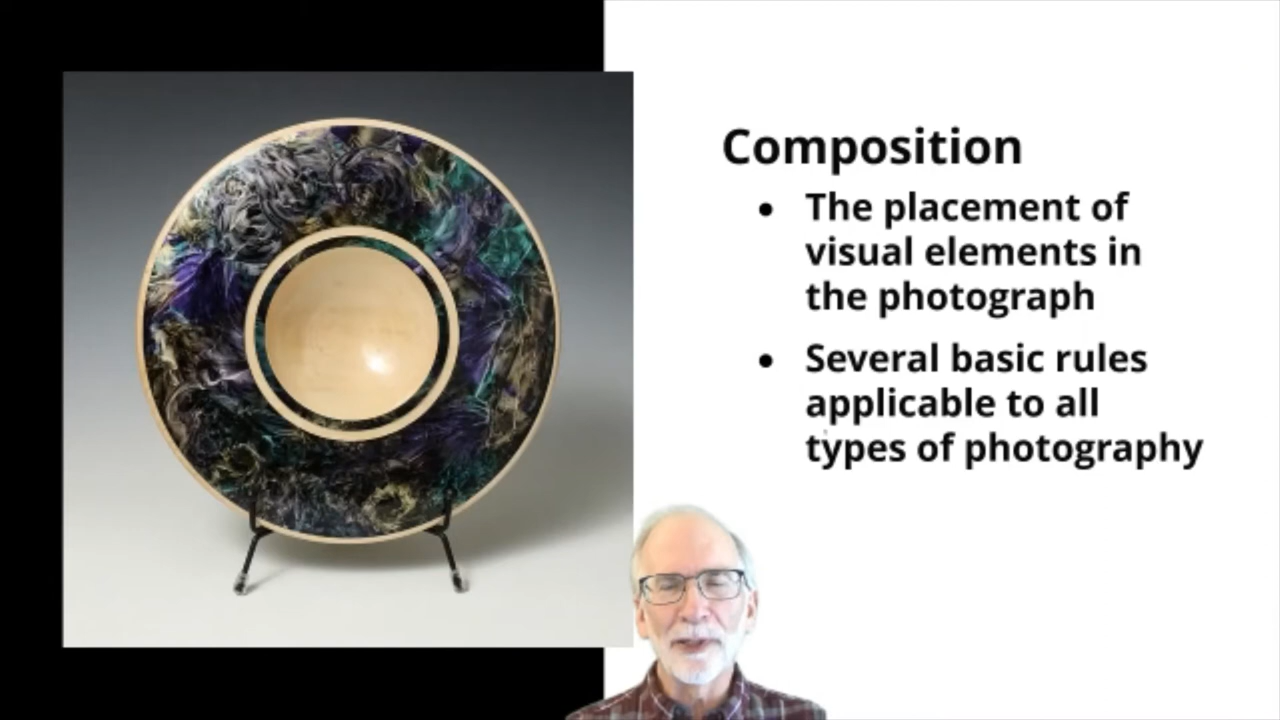 Composition
• The placement of
visual elements in
the photograph
• Several basic rules
applicable to all
types of photography